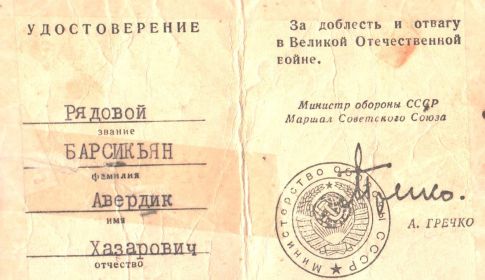 УДОСТОВЕРЕНИЕ
Рядовой
звание
БАРСИКЬЯН
фамилия
Авердик
имя
Хазарович
отчество
За доблесть и отвагу
в Великой Отечественной
войне.
Министр обороны СССР
Маршал Советского Союза
А. ГРЕЧКО
МИНИСТЕРСТВО ОБОРОНЫ СССР